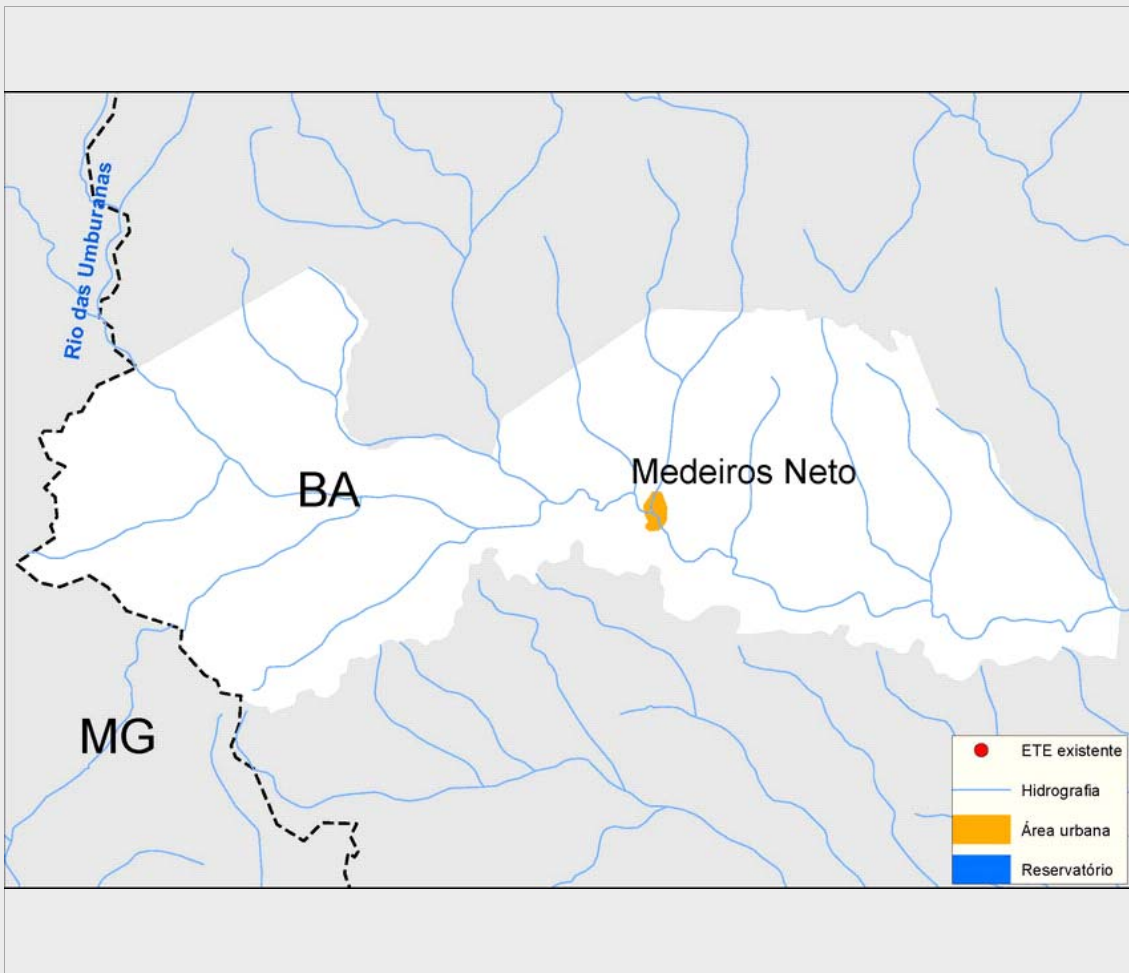 Rio das Umburanas
BA
Medeiros Neto
MG
ETE existente
Hidrografia
Área urbana
Reservatório